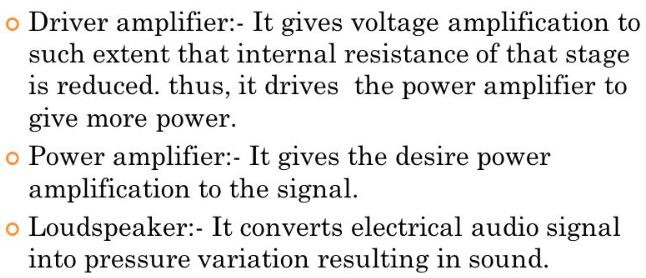 Driver amplifier:- It gives voltage amplification to
such extent that internal resistance of that stage
is reduced. thus, it drives the power amplifier to
give more power.
Power amplifier:- It gives the desire power
amplification to the signal.
Loudspeaker:- It converts electrical audio signal
into pressure variation resulting in sound.